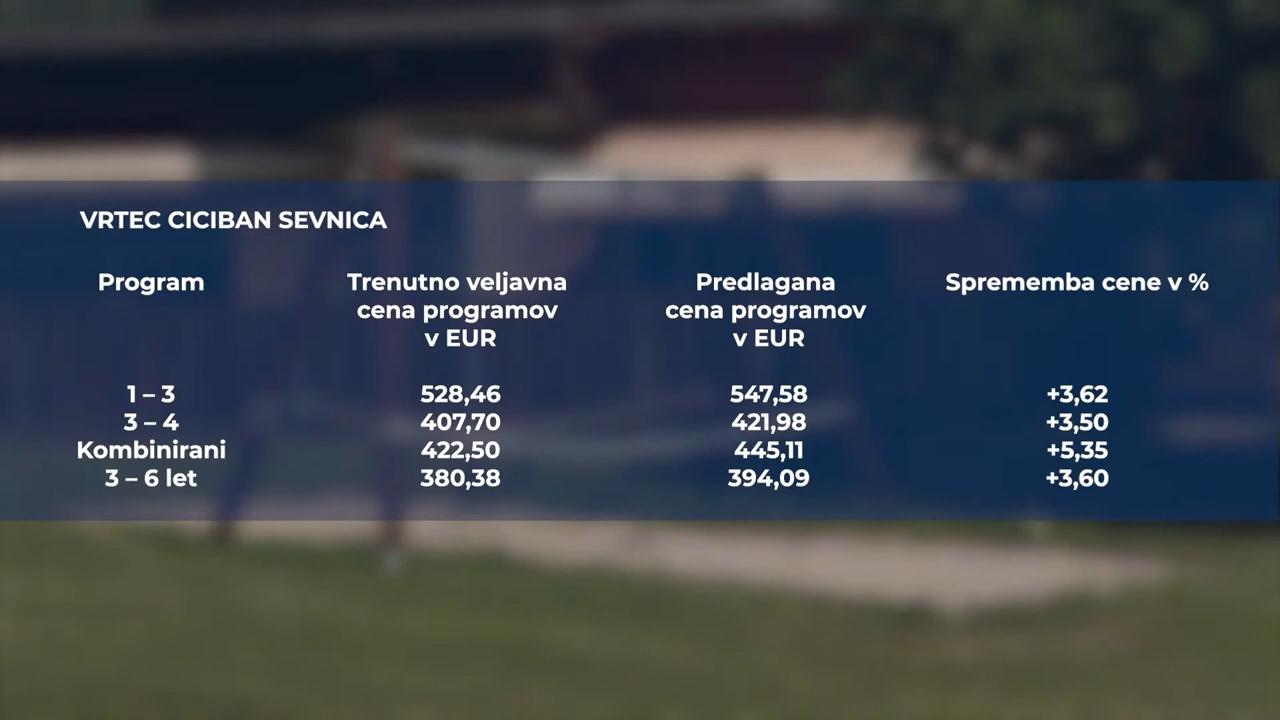 VRTEC CICIBAN SEVNICA
Program Trenutno veljavna Predlagana Sprememba cene v %
cena programov cena programov
v EUR v EUR
1 – 3 528,46 547,58 +3,62
3 – 4 407,70 421,98 +3,50
Kombinirani 422,50 445,11 +5,35
3 – 6 let 380,38 394,09 +3,60